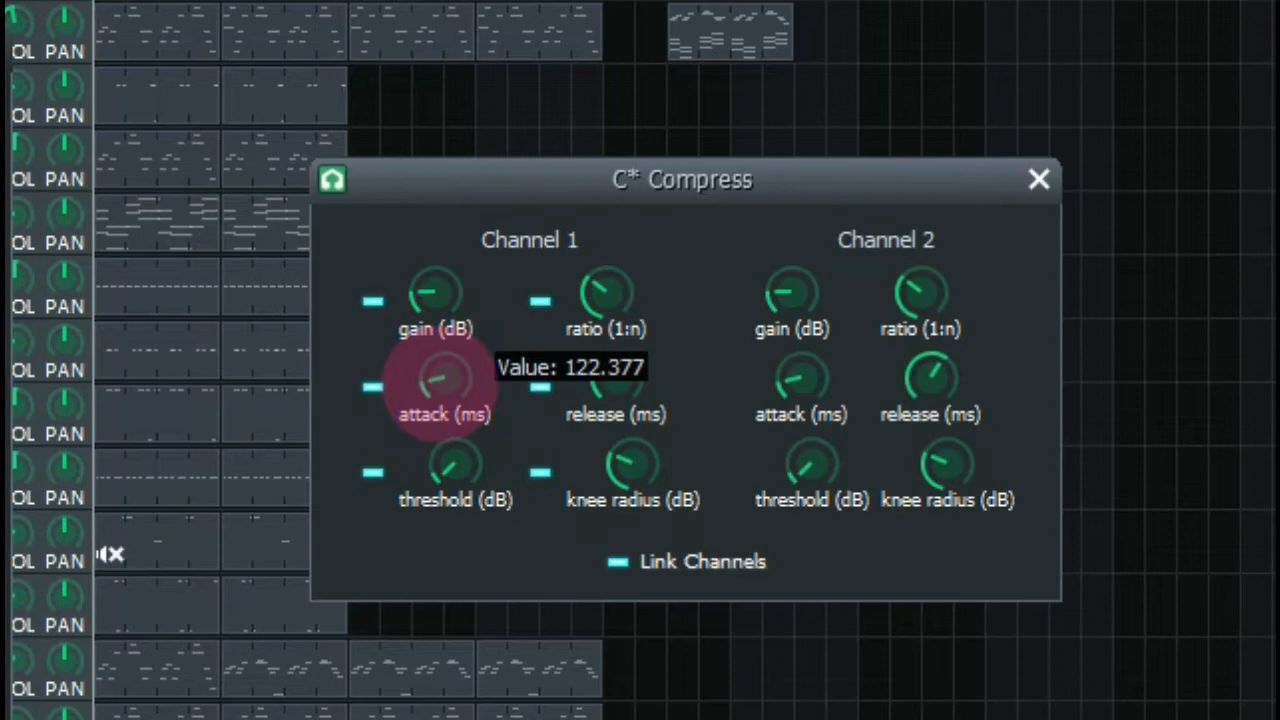 OL PAN
OL PAN
OL PAN
C* Compress
OL PAN
Channel 1 Channel 2
OL PAN
gain (dB) ratio (1:n) gain (dB) ratio (1:n)
OL PAN
Value: 122.377
attack (ms) release (ms) attack (ms) release (ms)
OL PAN
OL PAN
threshold (dB) knee radius (dB) threshold (dB) knee radius (dB)
OL PAN
Link Channels
OL PAN
OL PAN